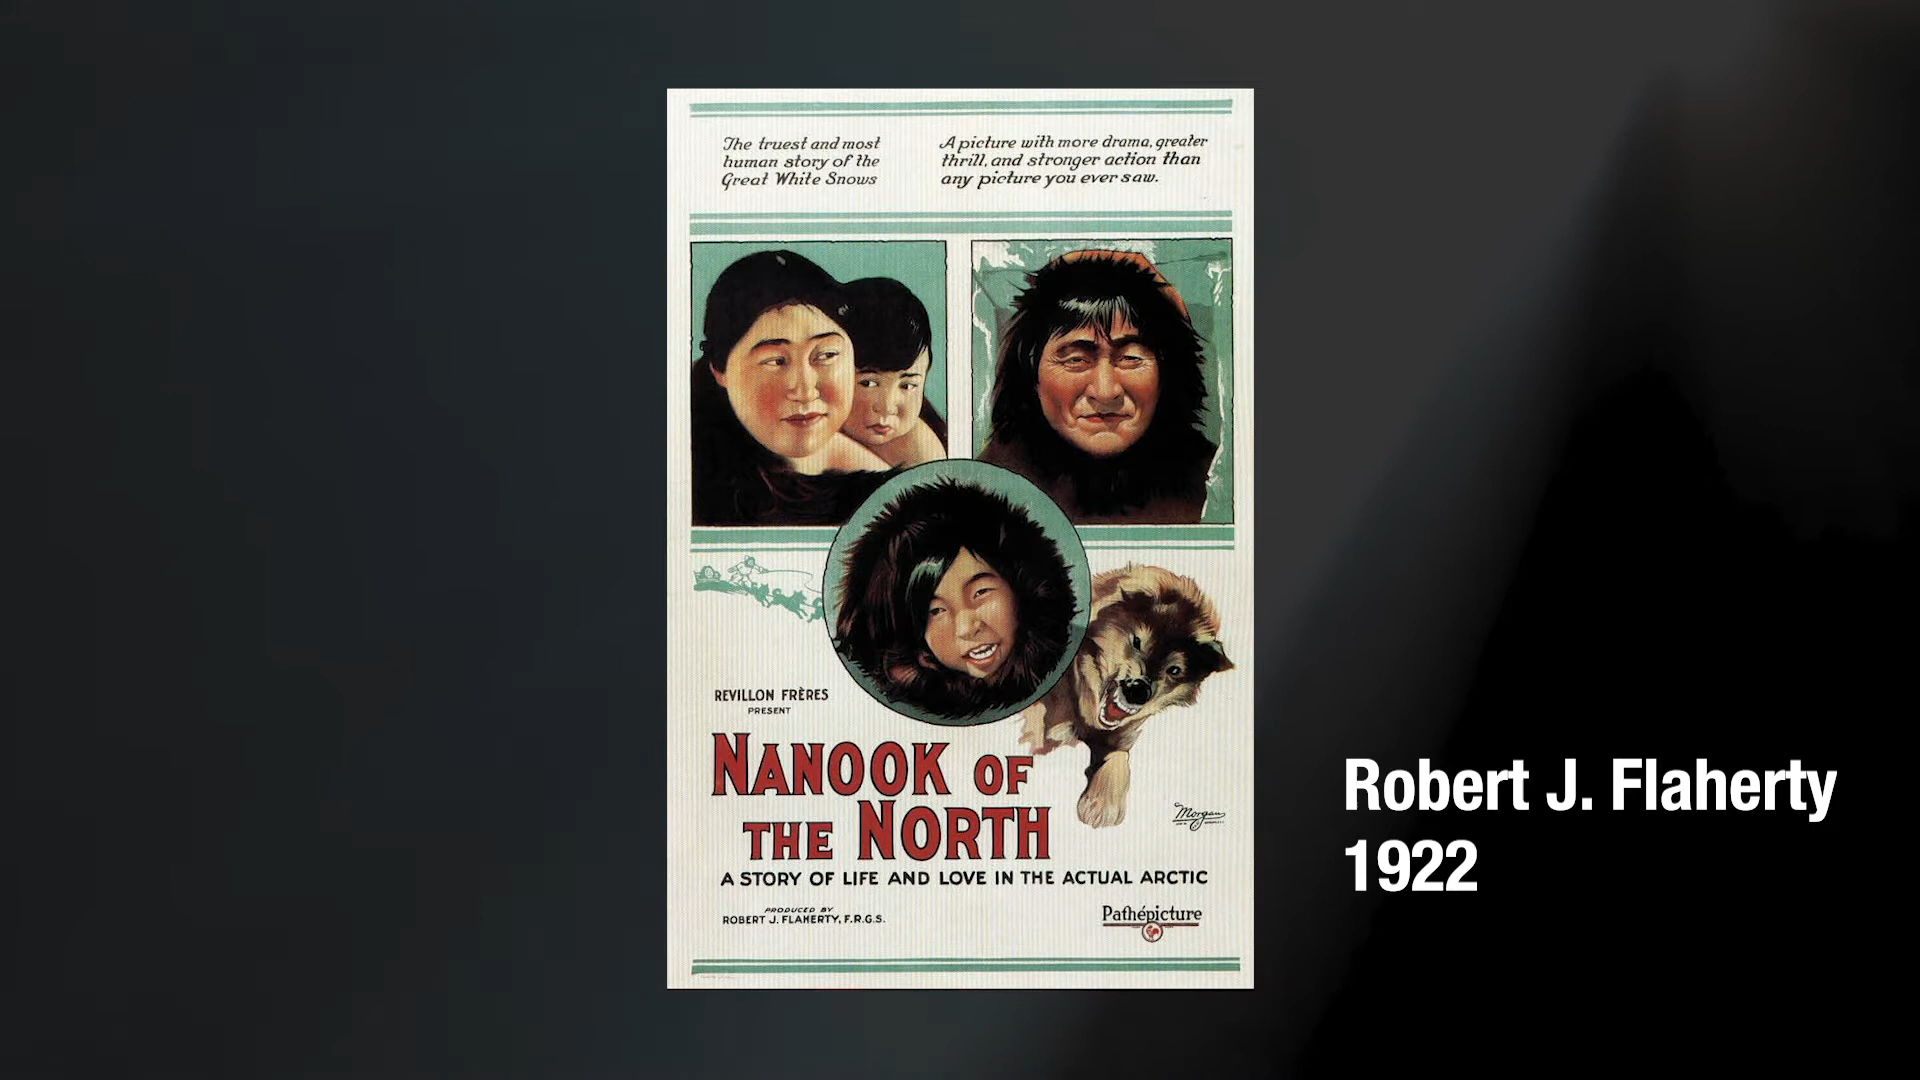 The truest and most
human story of the
Great White Snows
A picture with more drama, greater
thrill, and stronger action than
any picture you ever saw.
REVILLON FRÈRES
PRESENT
NANOOK OF
THE NORTH
A STORY OF LIFE AND LOVE IN THE ACTUAL ARCTIC
PRODUCED BY
ROBERT J. FLAHERTY, F.R.G.S.
Morgan
Pathépicture
Robert J. Flaherty
1922